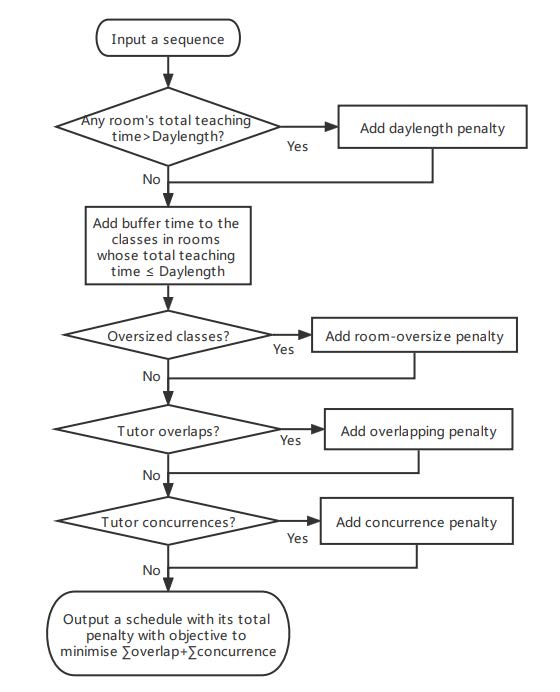 Input a sequence
Any room's total teaching
time>Daylength?
Yes
Add daylength penalty
No
Add buffer time to the
classes in rooms
whose total teaching
time ≤ Daylength
Oversized classes?
Yes
Add room-oversize penalty
No
Tutor overlaps?
Yes
Add overlapping penalty
No
Tutor concurrences?
Yes
Add concurrence penalty
No
Output a schedule with its total
penalty with objective to
minimise ∑overlap+∑concurrence